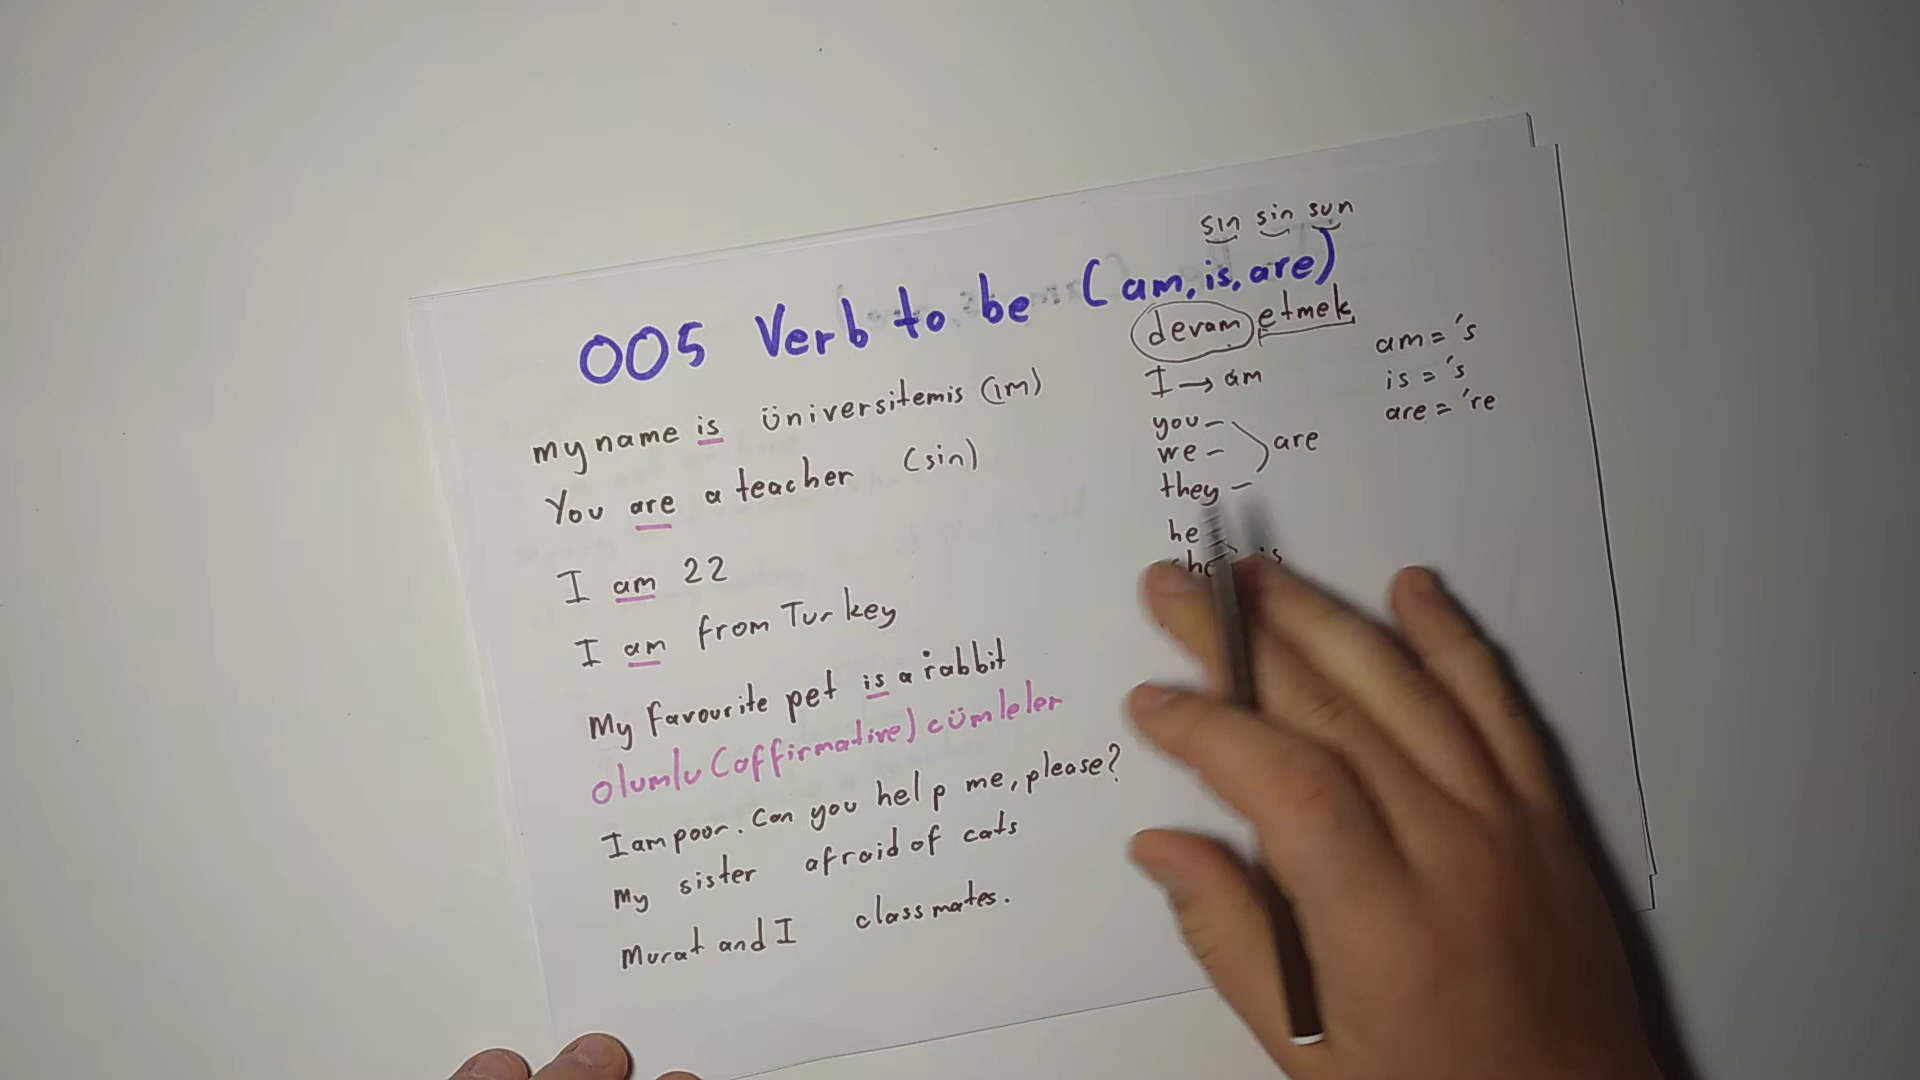 sın sin sun
005 Verb to be (am, is, are)
devam etmek
my name is üniversitemis (im)
You are a teacher (sin)
I am 22
I am from Turkey
My favourite pet is a rabbit
olumlu (affirmative) cümleler
I am poor. Can you help me, please?
My sister afraid of cats
Murat and I classmates.
I → am
you -
we - are
they -
he
she is
am = 's
is = 's
are = 're